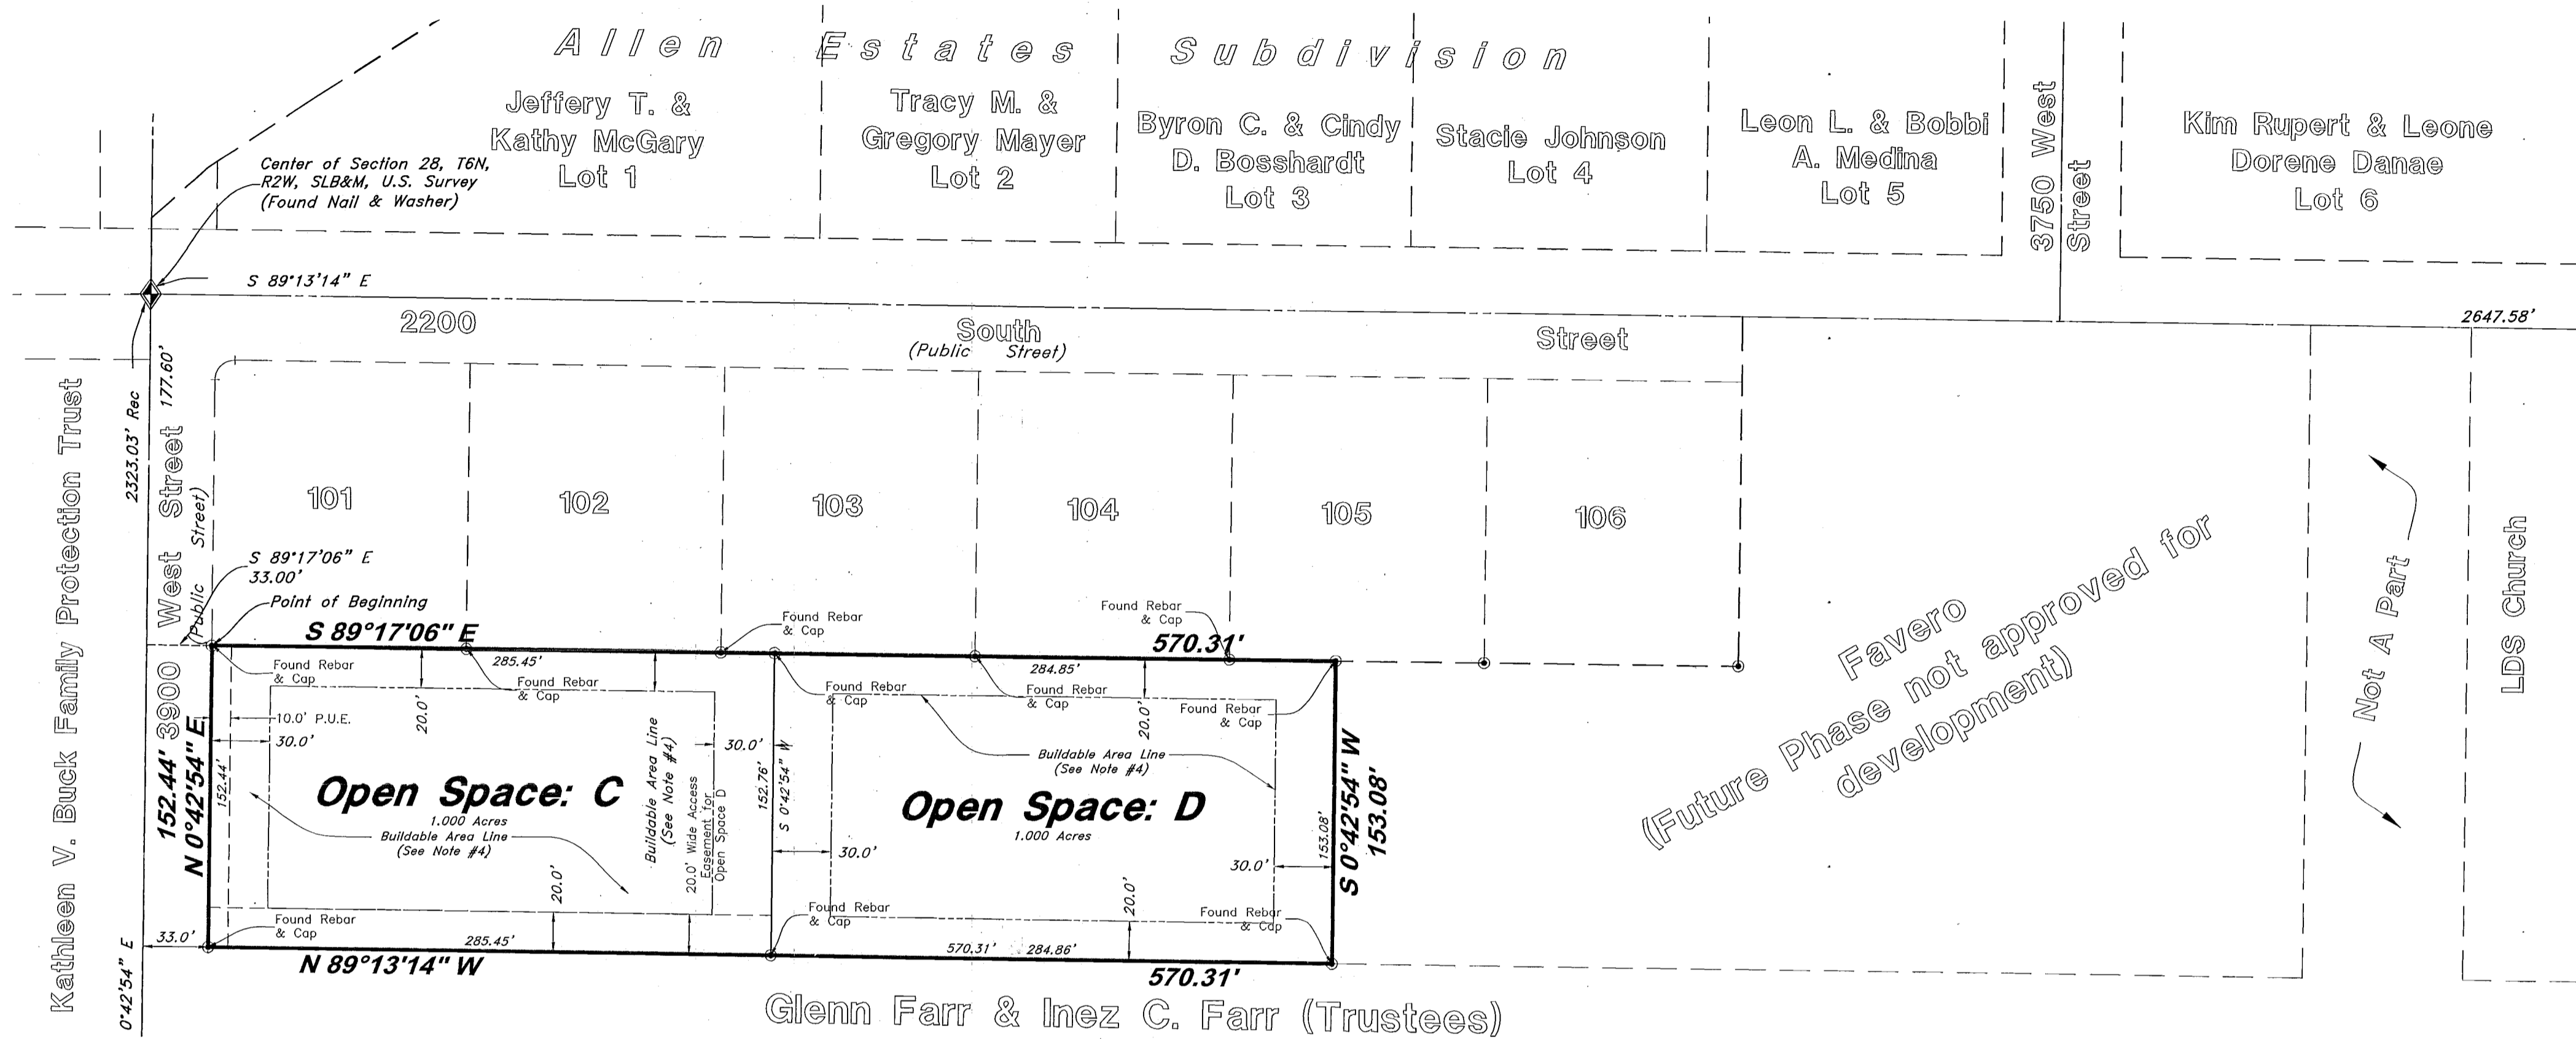 Allen Estates Subdivision
Jeffery T. &
Kathy McGary
Lot 1
Tracy M. &
Gregory Mayer
Lot 2
Byron C. & Cindy
D. Bosshardt
Lot 3
Stacie Johnson
Lot 4
Leon L. & Bobbi
A. Medina
Lot 5
3750 West
Street
Kim Rupert & Leone
Dorene Danae
Lot 6
Center of Section 28, T6N,
R2W, SLB&M, U.S. Survey
(Found Nail & Washer)
S 89°13'14" E
2647.58'
2200 South Street
(Public Street)
177.60'
2323.03' Rec
Kathleen V. Buck Family Protection Trust
3900 West Street
(Public Street)
101
102
103
104
105
106
S 89°17'06" E
33.00'
Point of Beginning
S 89°17'06" E
570.31'
Found Rebar
& Cap
Found Rebar
& Cap
Found Rebar
& Cap
285.45'
Found Rebar
& Cap
Found Rebar
& Cap
284.85'
Found Rebar
& Cap
Found Rebar
& Cap
10.0' P.U.E.
30.0'
20.0'
152.44'
N 0°42'54" E
152.44'
Open Space: C
1.000 Acres
Buildable Area Line
(See Note #4)
Buildable Area Line
(See Note #4)
20.0' Wide Access
Easement for
Open Space D
30.0'
152.76'
S 0°42'54" W
20.0'
Buildable Area Line
(See Note #4)
Open Space: D
1.000 Acres
30.0'
30.0'
153.08'
S 0°42'54" W
153.08'
20.0'
20.0'
Found Rebar
& Cap
Found Rebar
& Cap
Found Rebar
& Cap
33.0'
0°42'54" E
285.45'
570.31'
284.86'
N 89°13'14" W
570.31'
Glenn Farr & Inez C. Farr (Trustees)
Favero
(Future Phase not approved for
development)
Not A Part
LDS Church